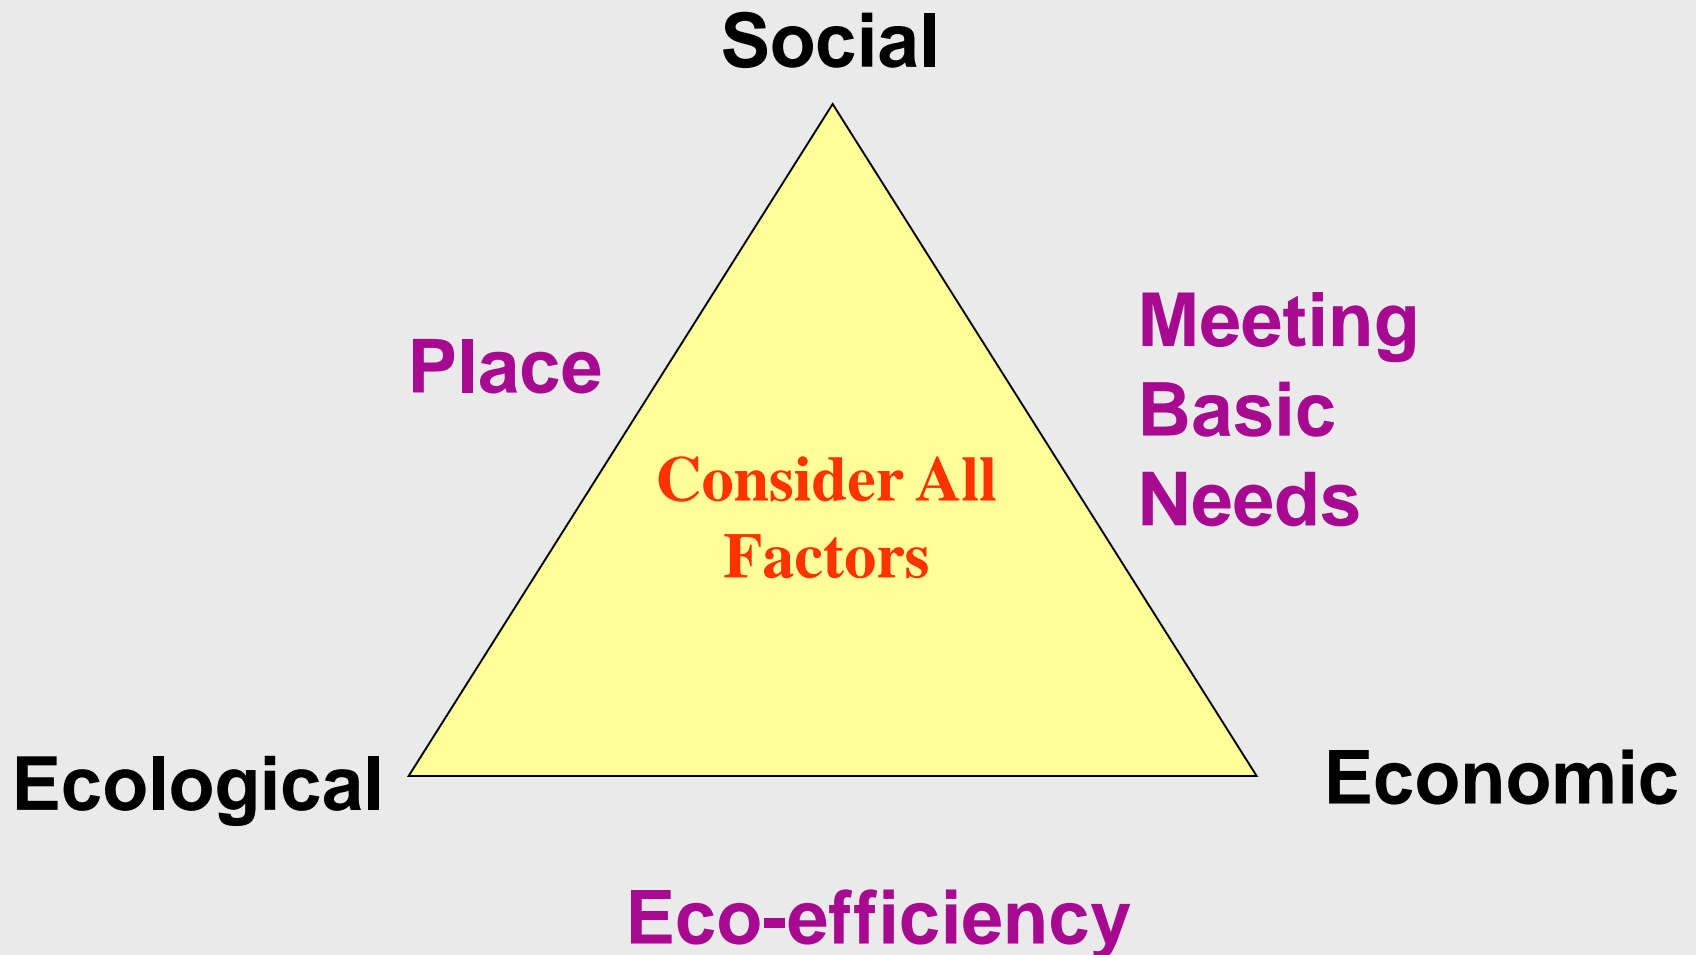 Social
Place
Meeting
Basic
Needs
Consider All
Factors
Ecological
Economic
Eco-efficiency